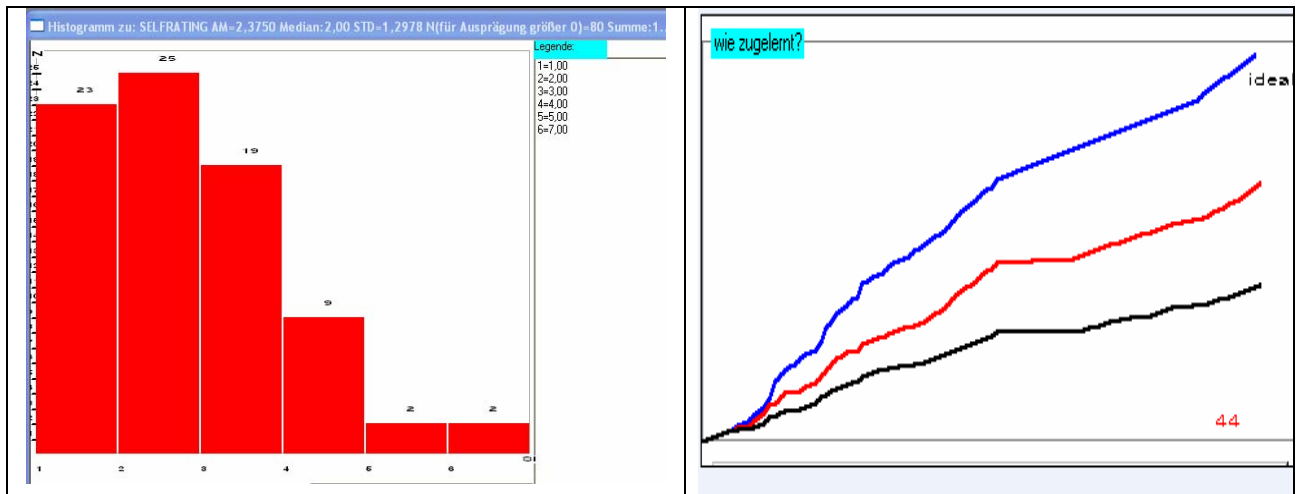 Histogramm zu: SELFRATING AM=2,3750 Median:2,00 STD=1,2978 N(für Ausprägung größer 0)=80 Summe:1...
Legende:
1=1,00
2=2,00
3=3,00
4=4,00
5=5,00
6=7,00
N
23
25
19
9
2
2
1 2 3 4 5 6
wie zugelernt?
ideal
44